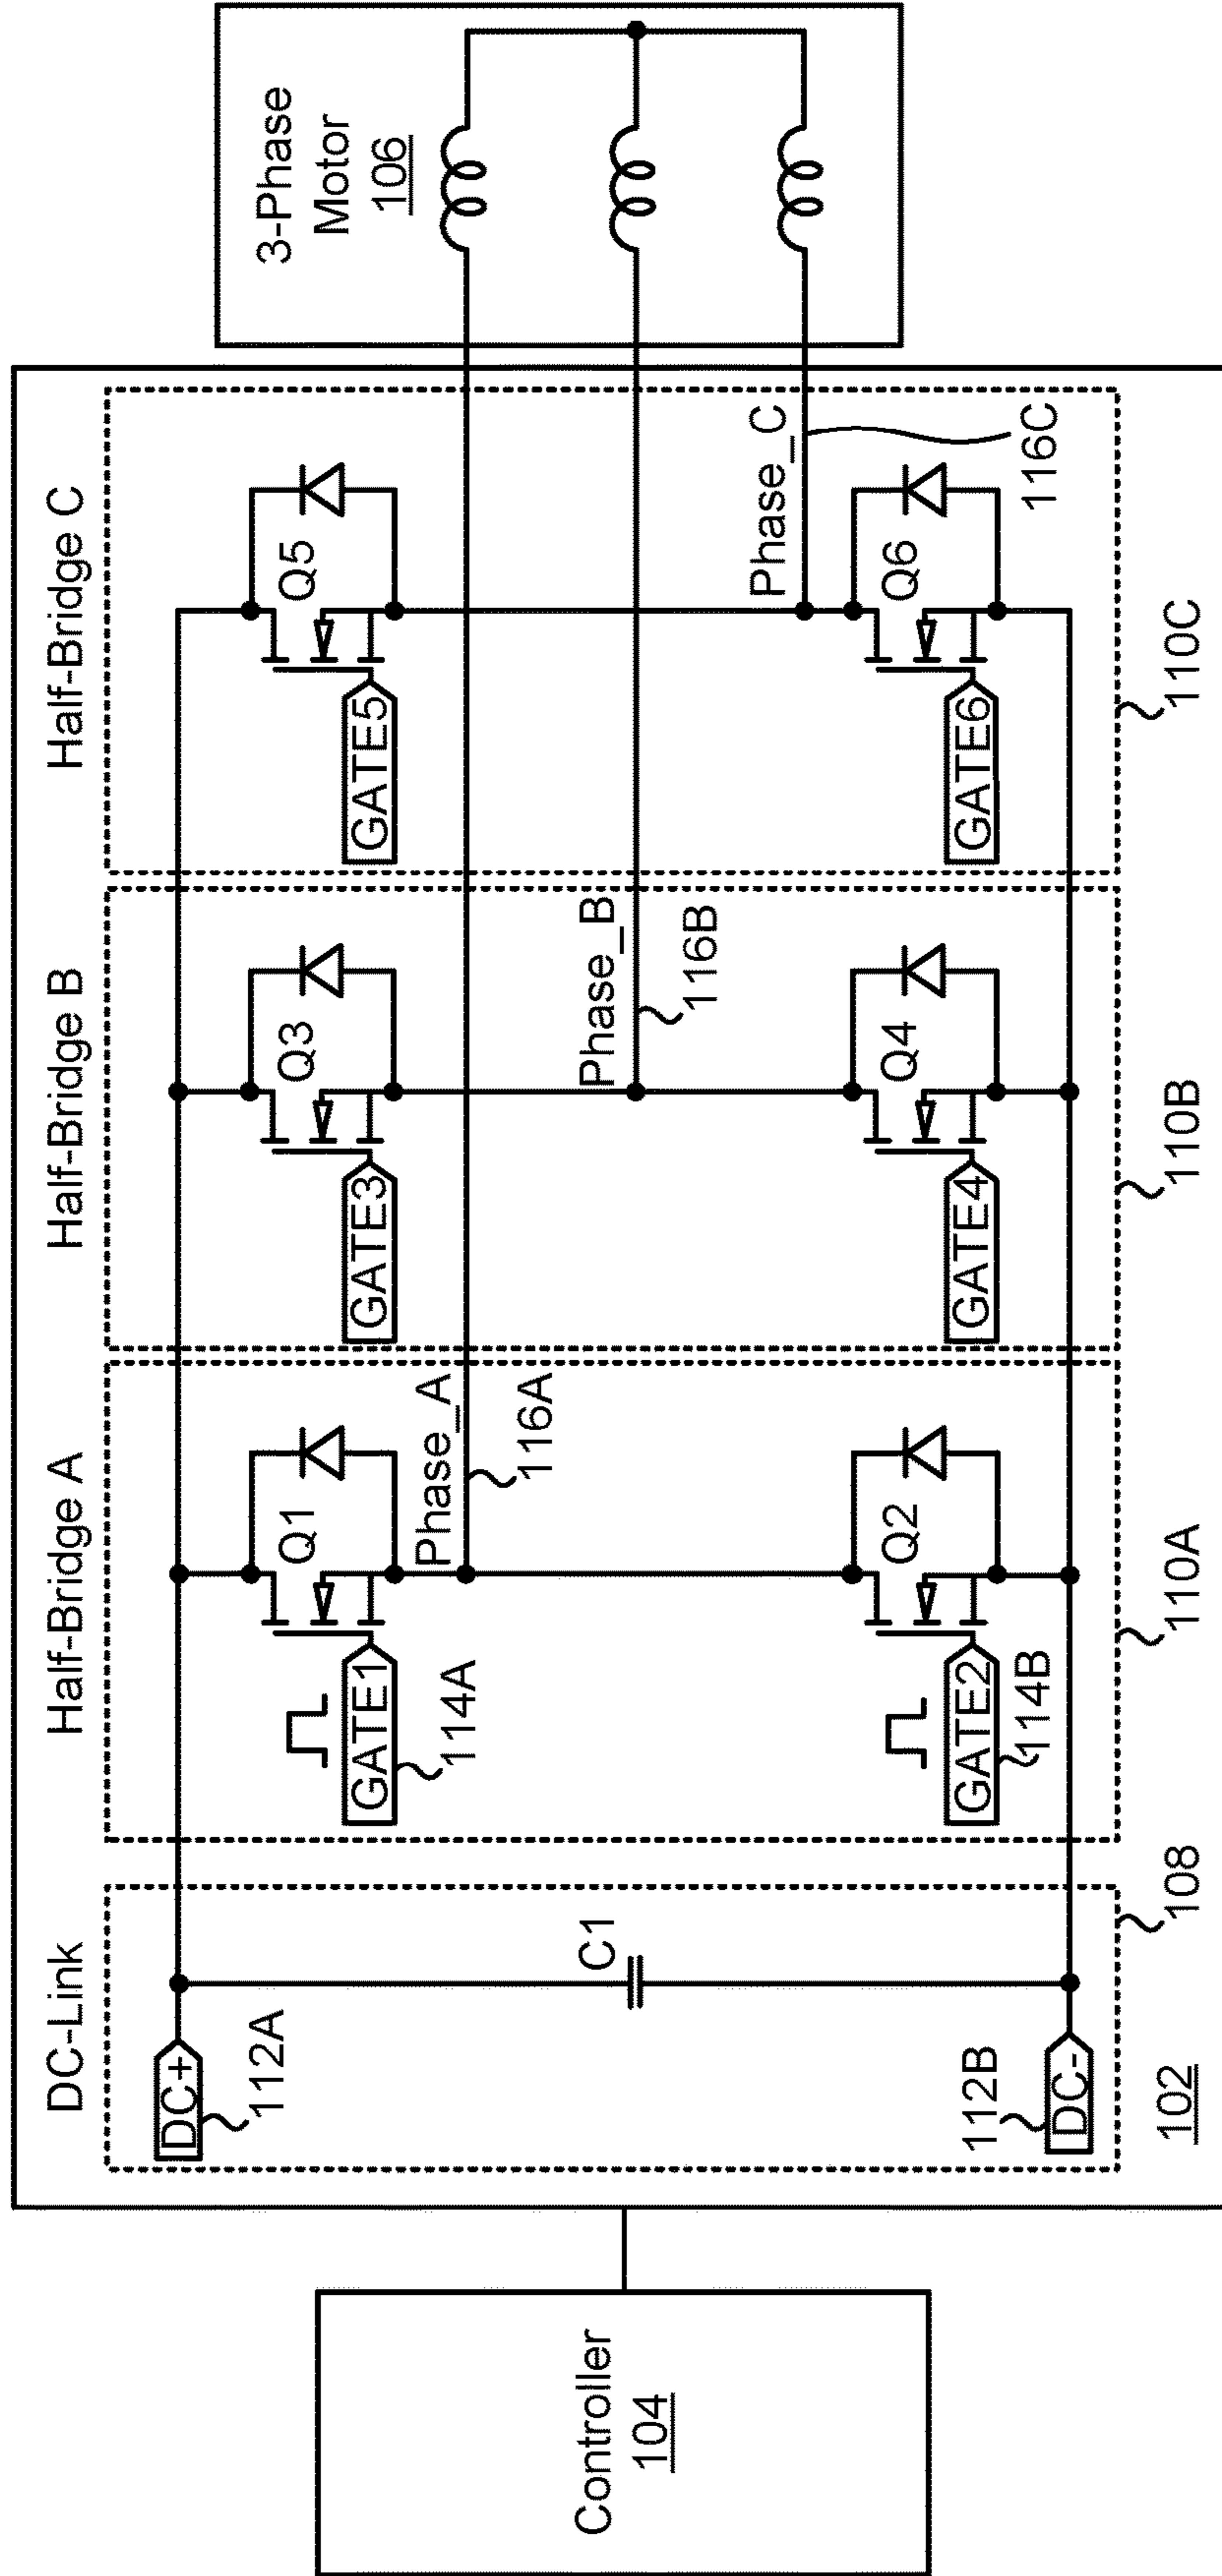 DC-Link
Half-Bridge A
Half-Bridge B
Half-Bridge C
3-Phase
Motor
106
Controller
104
DC+
112A
C1
112B
DC-
102
108
GATE1
114A
Q1
Phase_A
116A
GATE2
114B
Q2
110A
GATE3
Q3
Phase_B
116B
GATE4
Q4
110B
GATE5
Q5
Phase_C
116C
GATE6
Q6
110C